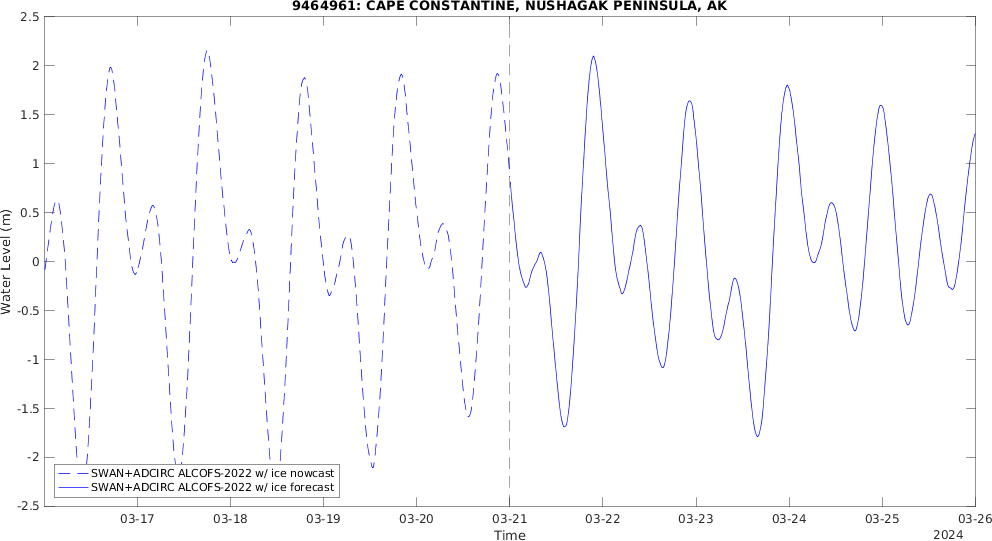 9464961: CAPE CONSTANTINE, NUSHAGAK PENINSULA, AK
2.5
2
1.5
1
0.5
0
-0.5
-1
-1.5
-2
-2.5
Water Level (m)
SWAN+ADCIRC ALCOFS-2022 w/ ice nowcast
SWAN+ADCIRC ALCOFS-2022 w/ ice forecast
03-17 03-18 03-19 03-20 03-21 03-22 03-23 03-24 03-25 03-26
Time
2024